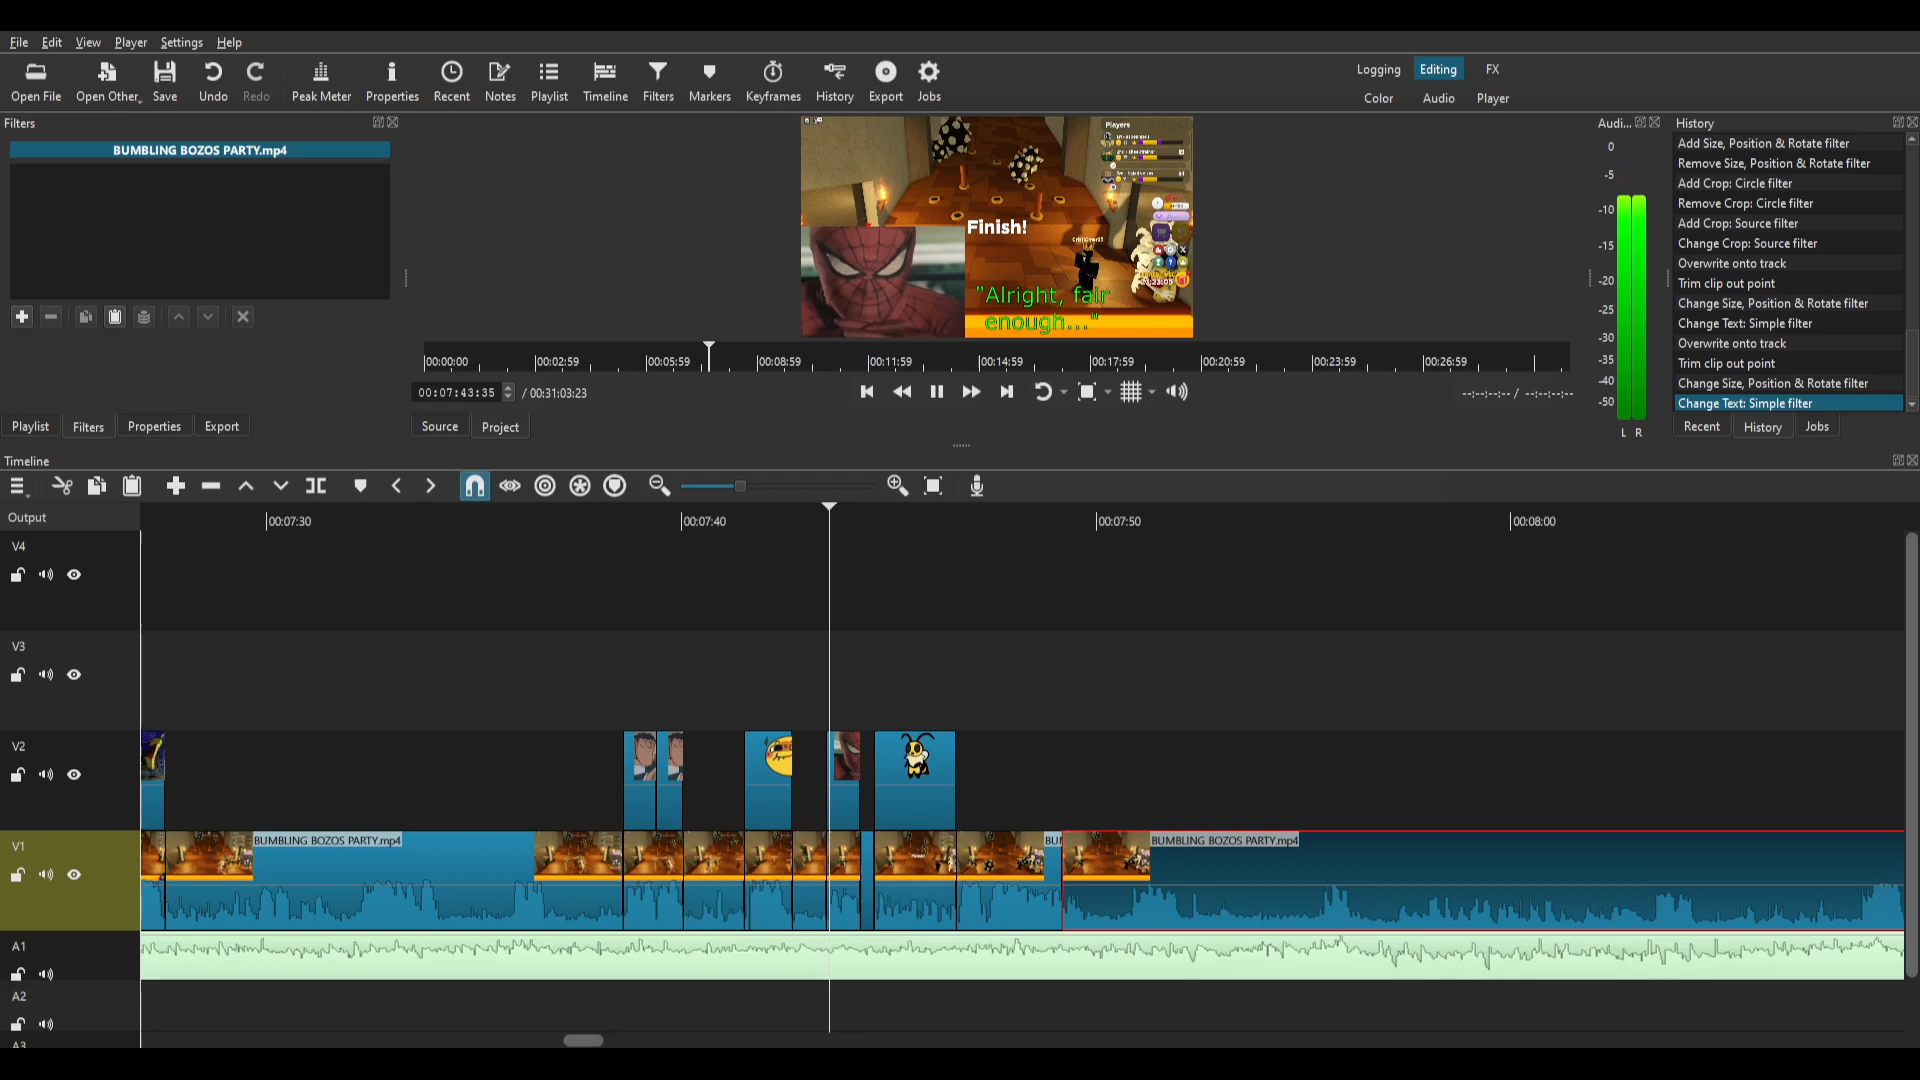 File Edit View Player Settings Help
Open File Open Other Save Undo Redo Peak Meter Properties Recent Notes Playlist Timeline Filters Markers Keyframes History Export Jobs
Logging Editing FX
Color Audio Player
Filters
BUMBLING BOZOS PARTY.mp4
Players
Finish!
"Alright, fair
enough..."
00:00:00 00:02:59 00:05:59 00:08:59 00:11:59 00:14:59 00:17:59 00:20:59 00:23:59 00:26:59
00:07:43:35 / 00:31:03:23
--:--:--:-- / --:--:--:--
Playlist Filters Properties Export
Source Project
Audi...
0
-5
-10
-15
-20
-25
-30
-35
-40
-50
L R
History
Add Size, Position & Rotate filter
Remove Size, Position & Rotate filter
Add Crop: Circle filter
Remove Crop: Circle filter
Add Crop: Source filter
Change Crop: Source filter
Overwrite onto track
Trim clip out point
Change Size, Position & Rotate filter
Change Text: Simple filter
Overwrite onto track
Trim clip out point
Change Size, Position & Rotate filter
Change Text: Simple filter
Recent History Jobs
Timeline
Output
00:07:30 00:07:40 00:07:50 00:08:00
V4
V3
V2
V1
BUMBLING BOZOS PARTY.mp4 BUI BUMBLING BOZOS PARTY.mp4
A1
A2
A3